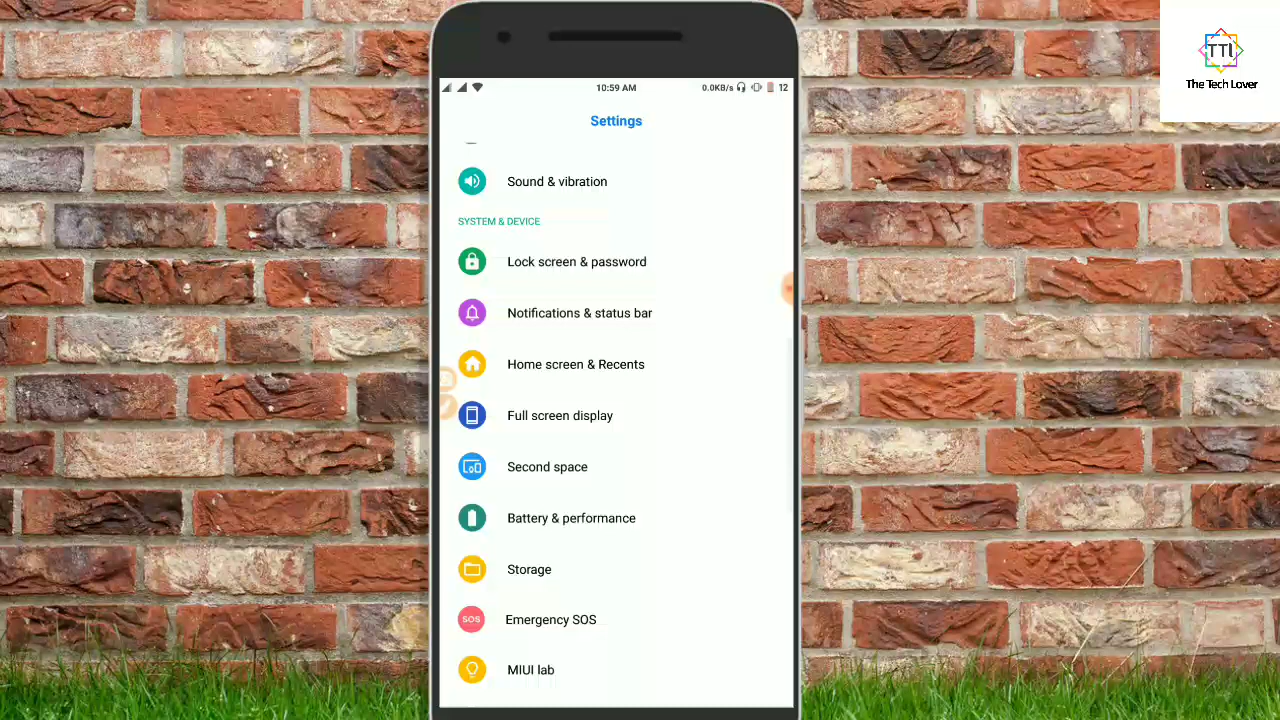 TTL
The Tech Lover
10:59 AM
0.0KB/s
12
Settings
Sound & vibration
SYSTEM & DEVICE
Lock screen & password
Notifications & status bar
Home screen & Recents
Full screen display
Second space
Battery & performance
Storage
SOS
Emergency SOS
MIUI lab